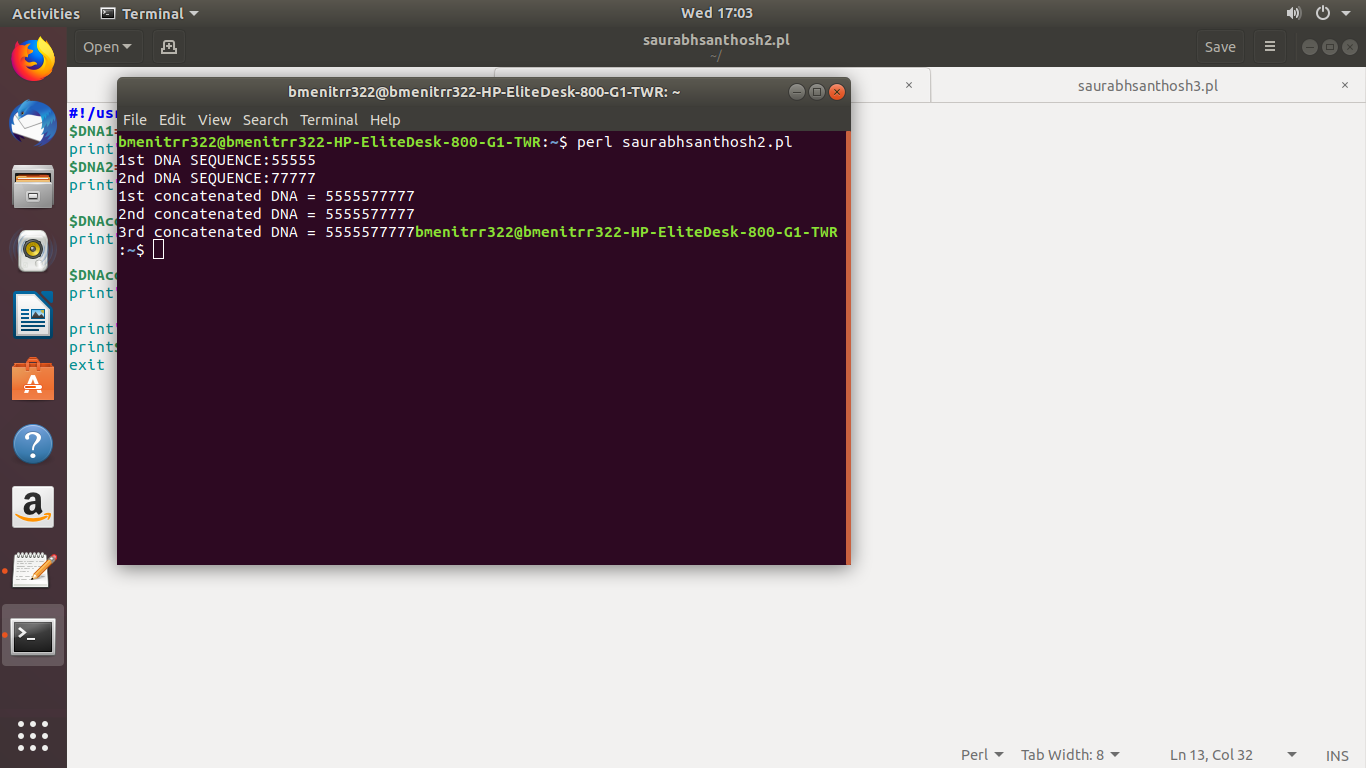 Activities Terminal Wed 17:03
Open saurabhsanthosh2.pl Save
~/
saurabhsanthosh3.pl
bmenitrr322@bmenitrr322-HP-EliteDesk-800-G1-TWR: ~
File Edit View Search Terminal Help
bmenitrr322@bmenitrr322-HP-EliteDesk-800-G1-TWR:~$ perl saurabhsanthosh2.pl
1st DNA SEQUENCE:55555
2nd DNA SEQUENCE:77777
1st concatenated DNA = 5555577777
2nd concatenated DNA = 5555577777
3rd concatenated DNA = 5555577777bmenitrr322@bmenitrr322-HP-EliteDesk-800-G1-TWR
:~$
$DNA1=
print
$DNA2=
print
print
print
print
exit
Perl Tab Width: 8 Ln 13, Col 32 INS